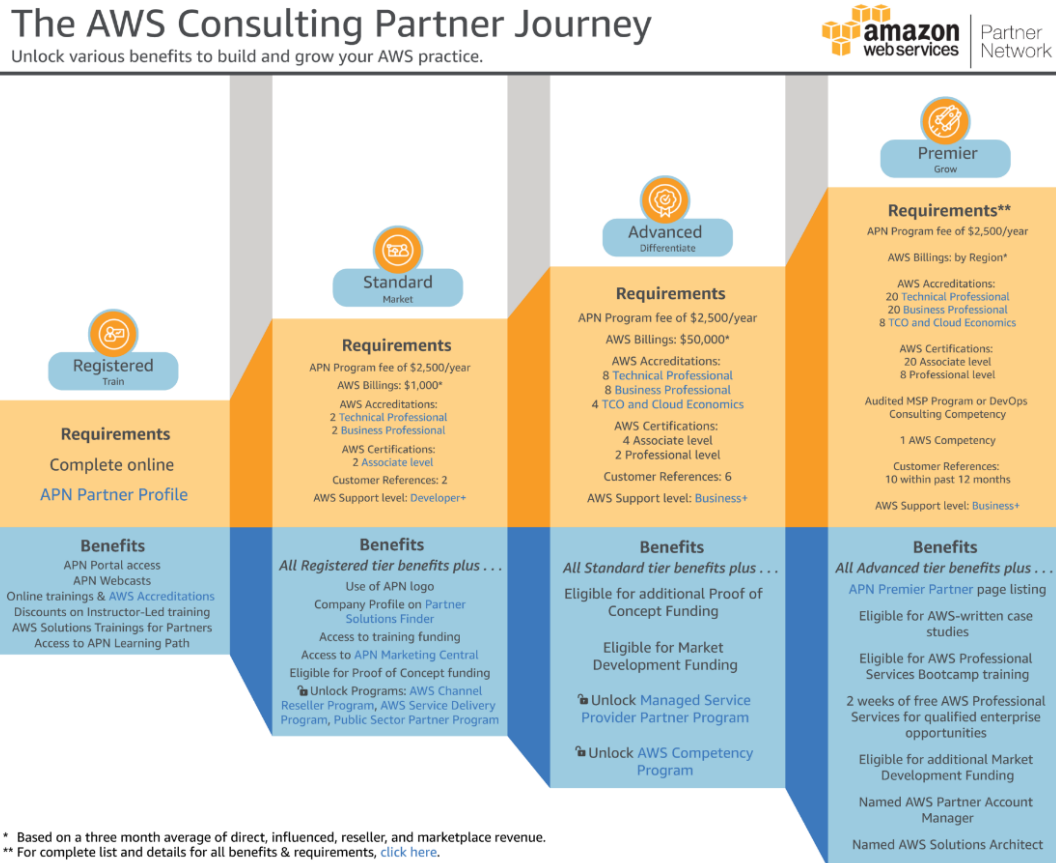 The AWS Consulting Partner Journey
Unlock various benefits to build and grow your AWS practice.
amazon
web services
Partner
Network
Registered
Train
Requirements
Complete online
APN Partner Profile
Benefits
APN Portal access
APN Webcasts
Online trainings & AWS Accreditations
Discounts on Instructor-Led training
AWS Solutions Trainings for Partners
Access to APN Learning Path
Standard
Market
Requirements
APN Program fee of $2,500/year
AWS Billings: $1,000*
AWS Accreditations:
2 Technical Professional
2 Business Professional
AWS Certifications:
2 Associate level
Customer References: 2
AWS Support level: Developer+
Benefits
All Registered tier benefits plus . . .
Use of APN logo
Company Profile on Partner
Solutions Finder
Access to training funding
Access to APN Marketing Central
Eligible for Proof of Concept funding
Unlock Programs: AWS Channel
Reseller Program, AWS Service Delivery
Program, Public Sector Partner Program
Advanced
Differentiate
Requirements
APN Program fee of $2,500/year
AWS Billings: $50,000*
AWS Accreditations:
8 Technical Professional
8 Business Professional
4 TCO and Cloud Economics
AWS Certifications:
4 Associate level
2 Professional level
Customer References: 6
AWS Support level: Business+
Benefits
All Standard tier benefits plus . . .
Eligible for additional Proof of
Concept Funding
Eligible for Market
Development Funding
Unlock Managed Service
Provider Partner Program
Unlock AWS Competency
Program
Premier
Grow
Requirements**
APN Program fee of $2,500/year
AWS Billings: by Region*
AWS Accreditations:
20 Technical Professional
20 Business Professional
8 TCO and Cloud Economics
AWS Certifications:
20 Associate level
8 Professional level
Audited MSP Program or DevOps
Consulting Competency
1 AWS Competency
Customer References:
10 within past 12 months
AWS Support level: Business+
Benefits
All Advanced tier benefits plus . . .
APN Premier Partner page listing
Eligible for AWS-written case
studies
Eligible for AWS Professional
Services Bootcamp training
2 weeks of free AWS Professional
Services for qualified enterprise
opportunities
Eligible for additional Market
Development Funding
Named AWS Partner Account
Manager
Named AWS Solutions Architect
* Based on a three month average of direct, influenced, reseller, and marketplace revenue.
** For complete list and details for all benefits & requirements, click here.